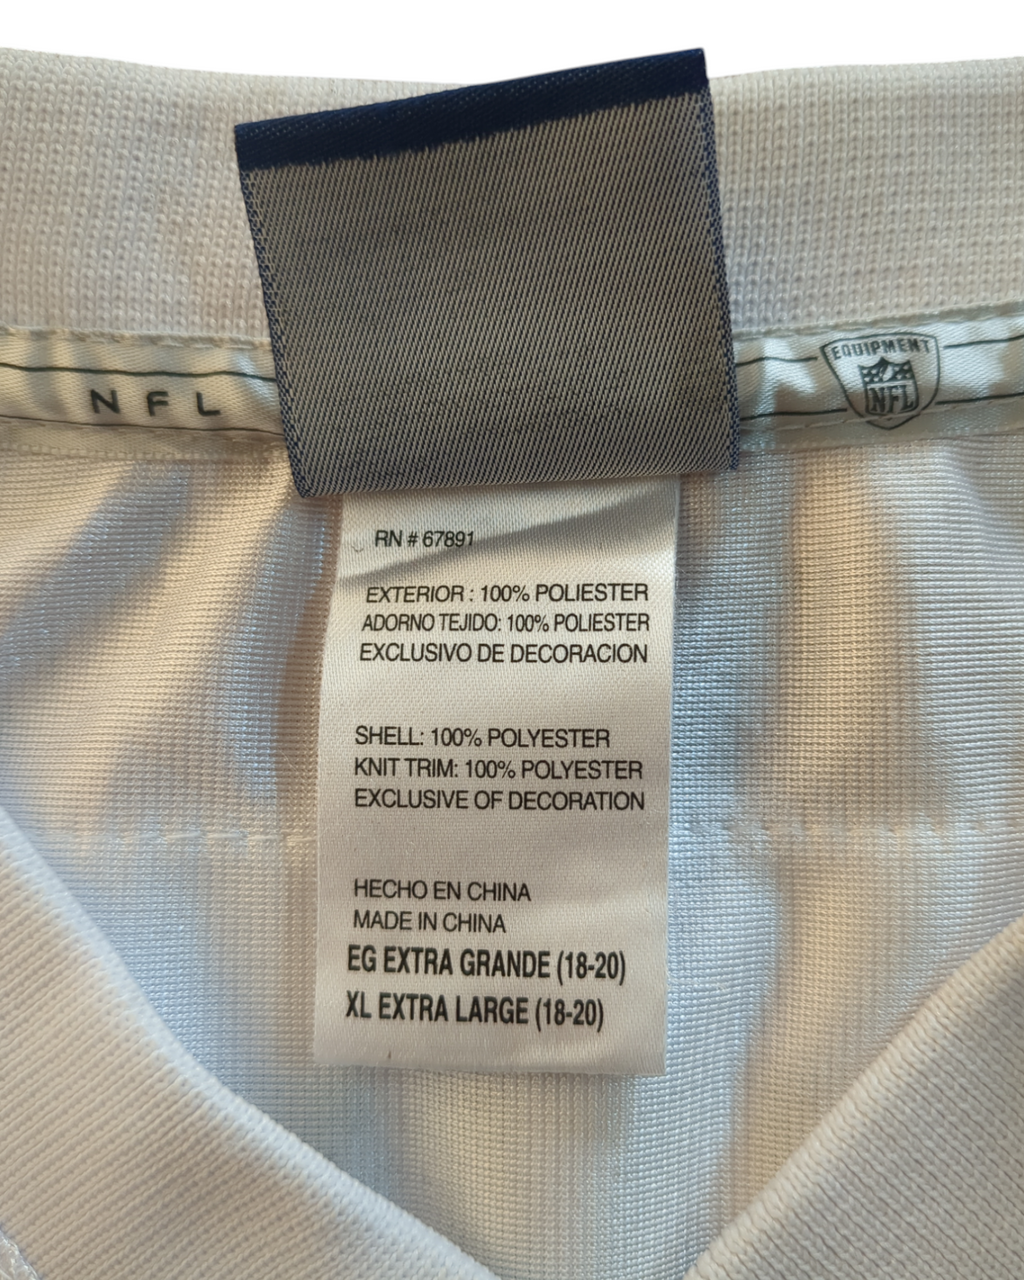 NFL
EQUIPMENT
NFL
RN # 67891
EXTERIOR : 100% POLIESTER
ADORNO TEJIDO: 100% POLIESTER
EXCLUSIVO DE DECORACION
SHELL: 100% POLYESTER
KNIT TRIM: 100% POLYESTER
EXCLUSIVE OF DECORATION
HECHO EN CHINA
MADE IN CHINA
EG EXTRA GRANDE (18-20)
XL EXTRA LARGE (18-20)